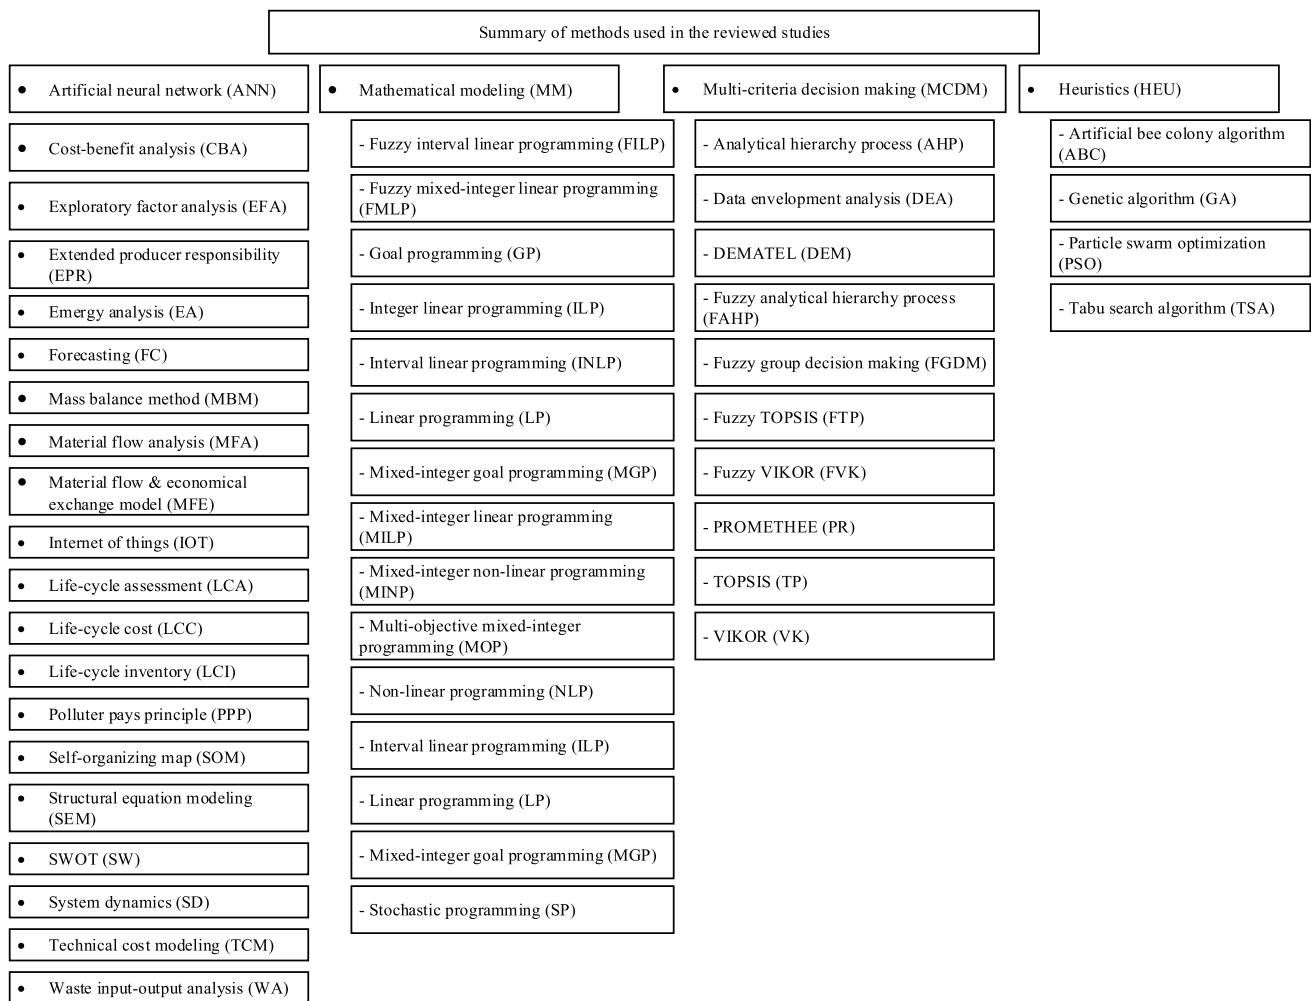 Summary of methods used in the reviewed studies
• Artificial neural network (ANN)
• Cost-benefit analysis (CBA)
• Exploratory factor analysis (EFA)
• Extended producer responsibility
(EPR)
• Emergy analysis (EA)
• Forecasting (FC)
• Mass balance method (MBM)
• Material flow analysis (MFA)
• Material flow & economical
exchange model (MFE)
• Internet of things (IOT)
• Life-cycle assessment (LCA)
• Life-cycle cost (LCC)
• Life-cycle inventory (LCI)
• Polluter pays principle (PPP)
• Self-organizing map (SOM)
• Structural equation modeling
(SEM)
• SWOT (SW)
• System dynamics (SD)
• Technical cost modeling (TCM)
• Waste input-output analysis (WA)
• Mathematical modeling (MM)
- Fuzzy interval linear programming (FILP)
- Fuzzy mixed-integer linear programming
(FMLP)
- Goal programming (GP)
- Integer linear programming (ILP)
- Interval linear programming (INLP)
- Linear programming (LP)
- Mixed-integer goal programming (MGP)
- Mixed-integer linear programming
(MILP)
- Mixed-integer non-linear programming
(MINP)
- Multi-objective mixed-integer
programming (MOP)
- Non-linear programming (NLP)
- Interval linear programming (ILP)
- Linear programming (LP)
- Mixed-integer goal programming (MGP)
- Stochastic programming (SP)
• Multi-criteria decision making (MCDM)
- Analytical hierarchy process (AHP)
- Data envelopment analysis (DEA)
- DEMATEL (DEM)
- Fuzzy analytical hierarchy process
(FAHP)
- Fuzzy group decision making (FGDM)
- Fuzzy TOPSIS (FTP)
- Fuzzy VIKOR (FVK)
- PROMETHEE (PR)
- TOPSIS (TP)
- VIKOR (VK)
• Heuristics (HEU)
- Artificial bee colony algorithm
(ABC)
- Genetic algorithm (GA)
- Particle swarm optimization
(PSO)
- Tabu search algorithm (TSA)